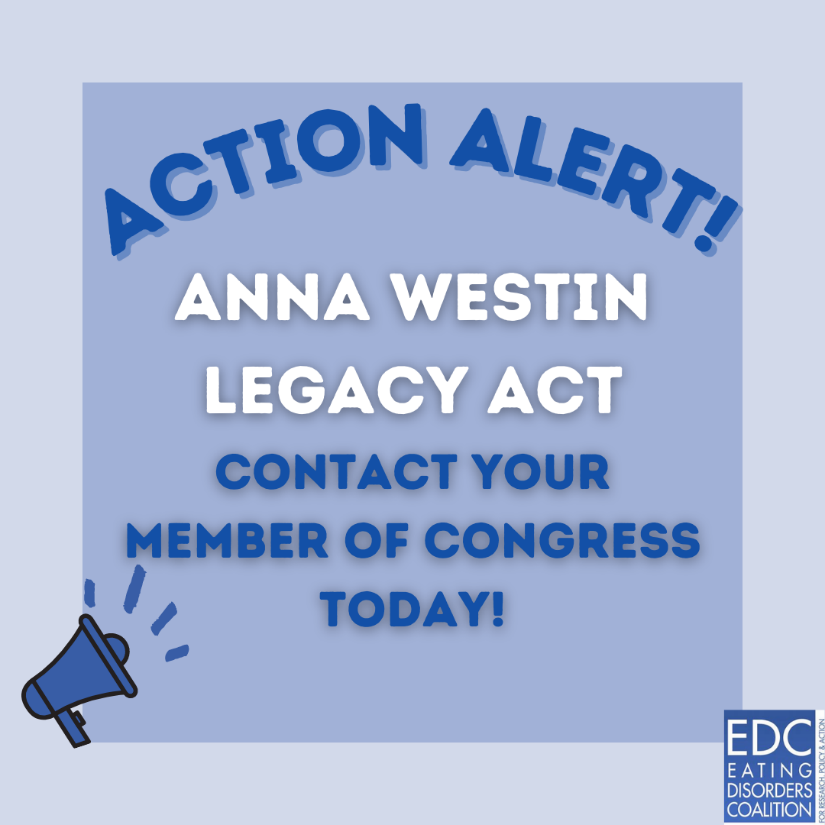 ACTION ALERT!
ANNA WESTIN
LEGACY ACT
CONTACT YOUR
MEMBER OF CONGRESS
TODAY!
EDC
EATING
DISORDERS
COALITION
FOR RESEARCH, POLICY & ACTION